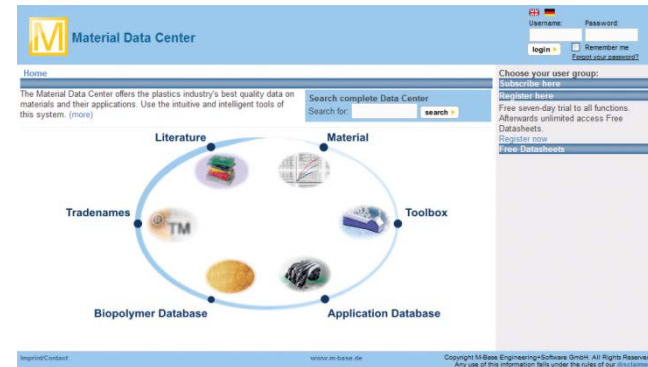 Username: Password:
M Material Data Center
login
Remember me
Forgot your password?
Home
Choose your user group:
Subscribe here
The Material Data Center offers the plastics industry's best quality data on
materials and their applications. Use the intuitive and intelligent tools of
this system. (more)
Search complete Data Center
Search for: search
Register here
Free seven-day trial to all functions.
Afterwards unlimited access Free
Datasheets.
Register now
Free Datasheets
Literature Material
Tradenames ® TM Toolbox
Biopolymer Database Application Database
Imprint/Contact www.m-base.de Copyright M-Base Engineering+Software GmbH. All Rights Reserve
Any use of this information falls under the rules of our disclaime